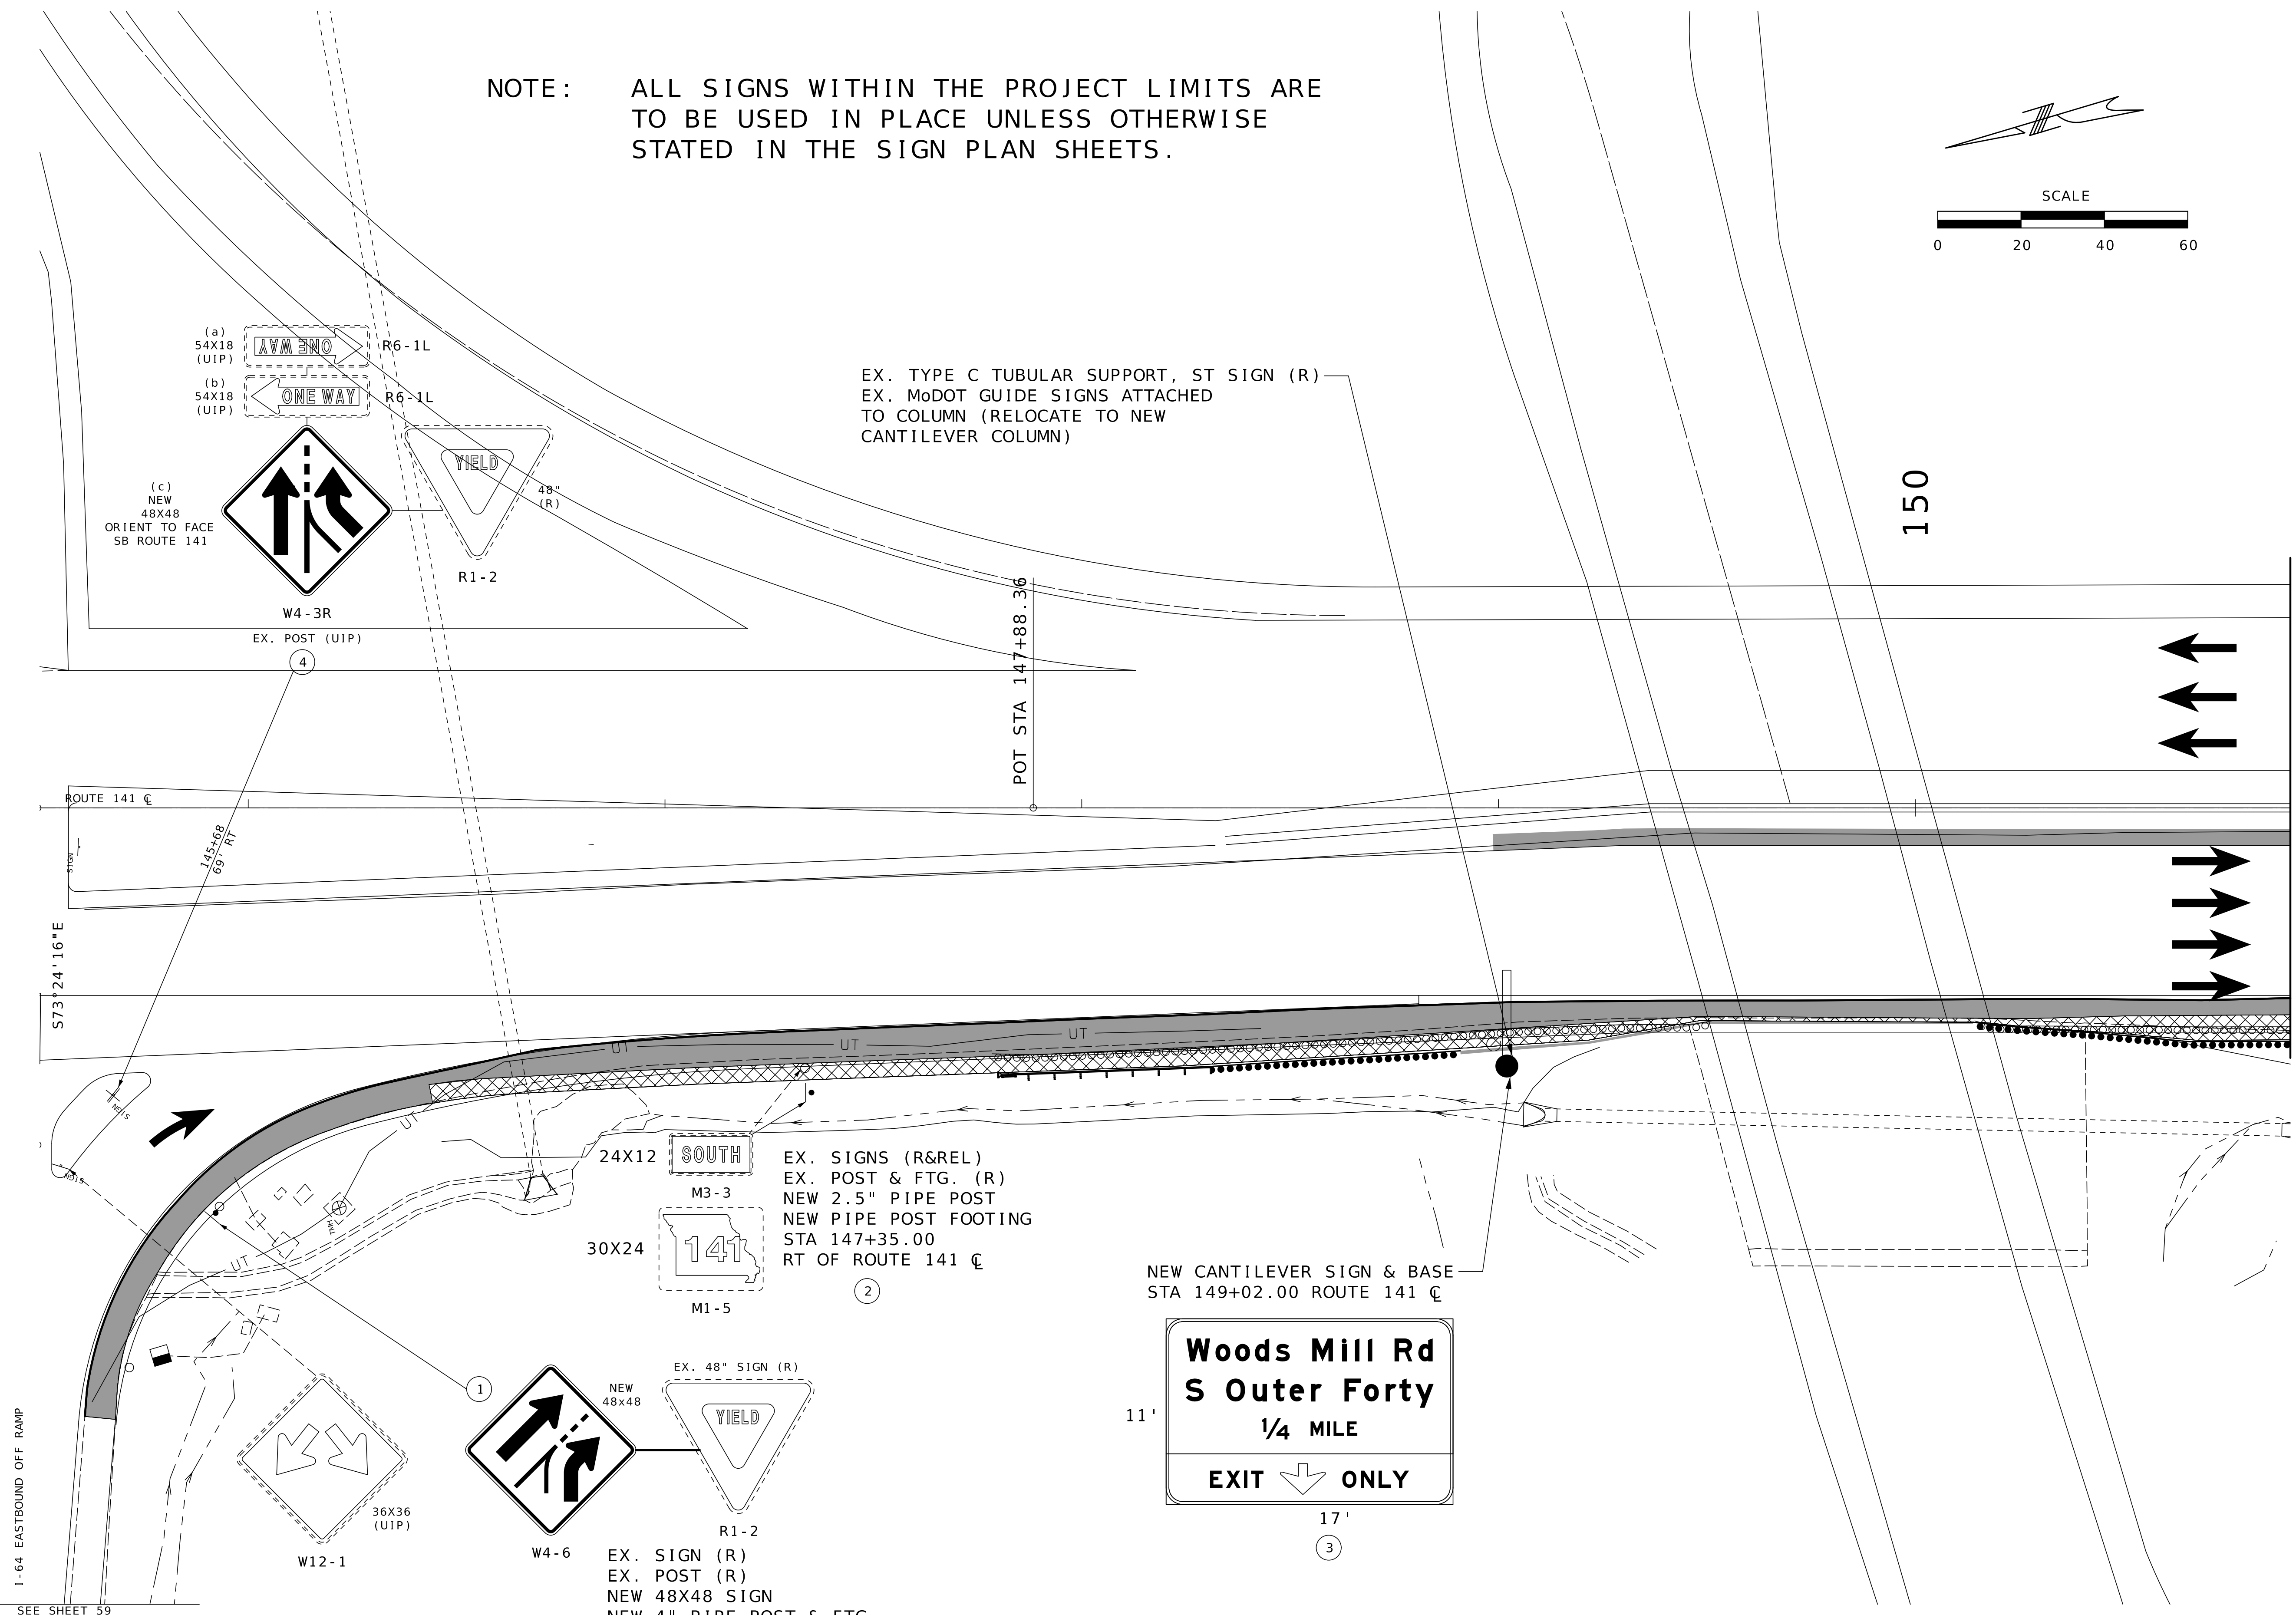 NOTE: ALL SIGNS WITHIN THE PROJECT LIMITS ARE
TO BE USED IN PLACE UNLESS OTHERWISE
STATED IN THE SIGN PLAN SHEETS.
SCALE
0 20 40 60
(a)
54X18
(UIP)
ONE WAY
R6-1L
(b)
54X18
(UIP)
ONE WAY
R6-1L
(c)
NEW
48X48
ORIENT TO FACE
SB ROUTE 141
YIELD
48"
(R)
R1-2
W4-3R
EX. POST (UIP)
4
EX. TYPE C TUBULAR SUPPORT, ST SIGN (R)
EX. MoDOT GUIDE SIGNS ATTACHED
TO COLUMN (RELOCATE TO NEW
CANTILEVER COLUMN)
150
POT STA 147+88.36
ROUTE 141 ℄
145+68
69' RT
SIGN
S73°24'16"E
UT
UT
UT
UT
UT
SIGN
SIGN
TMH
24X12
SOUTH
M3-3
30X24
141
M1-5
EX. SIGNS (R&REL)
EX. POST & FTG. (R)
NEW 2.5" PIPE POST
NEW PIPE POST FOOTING
STA 147+35.00
RT OF ROUTE 141 ℄
2
NEW CANTILEVER SIGN & BASE
STA 149+02.00 ROUTE 141 ℄
Woods Mill Rd
S Outer Forty
¼ MILE
EXIT ONLY
11'
17'
3
1
EX. 48" SIGN (R)
NEW
48x48
YIELD
R1-2
W4-6
36X36
(UIP)
W12-1
EX. SIGN (R)
EX. POST (R)
NEW 48X48 SIGN
NEW 4" PIPE POST & FTG
I-64 EASTBOUND OFF RAMP
SEE SHEET 59